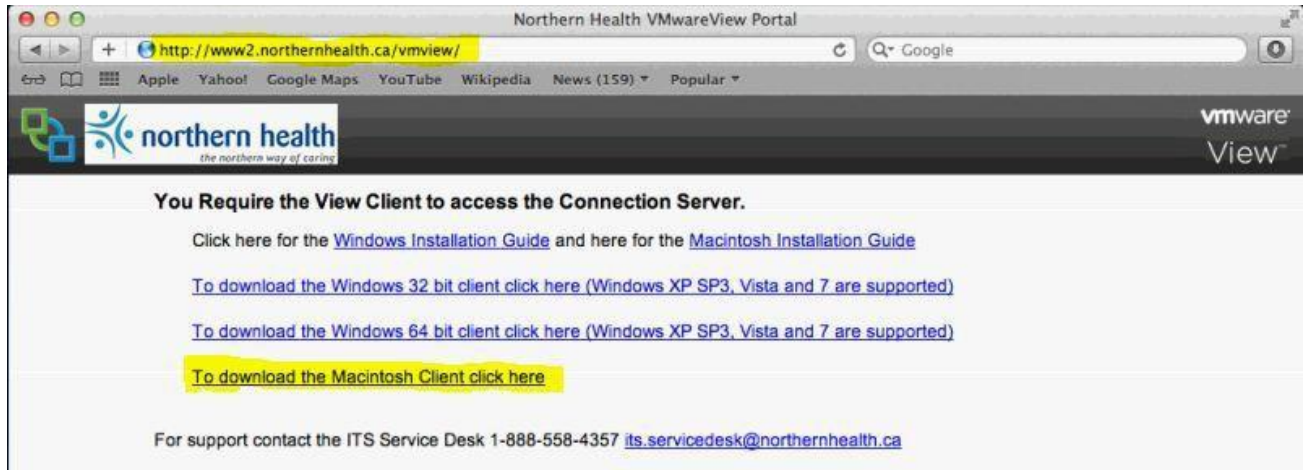 Northern Health VMwareView Portal
http://www2.northernhealth.ca/vmview/
Google
Apple Yahoo! Google Maps YouTube Wikipedia News (159) Popular
northern health
the northern way of caring
vmware
View™
You Require the View Client to access the Connection Server.
Click here for the Windows Installation Guide and here for the Macintosh Installation Guide
To download the Windows 32 bit client click here (Windows XP SP3, Vista and 7 are supported)
To download the Windows 64 bit client click here (Windows XP SP3, Vista and 7 are supported)
To download the Macintosh Client click here
For support contact the ITS Service Desk 1-888-558-4357 its.servicedesk@northernhealth.ca